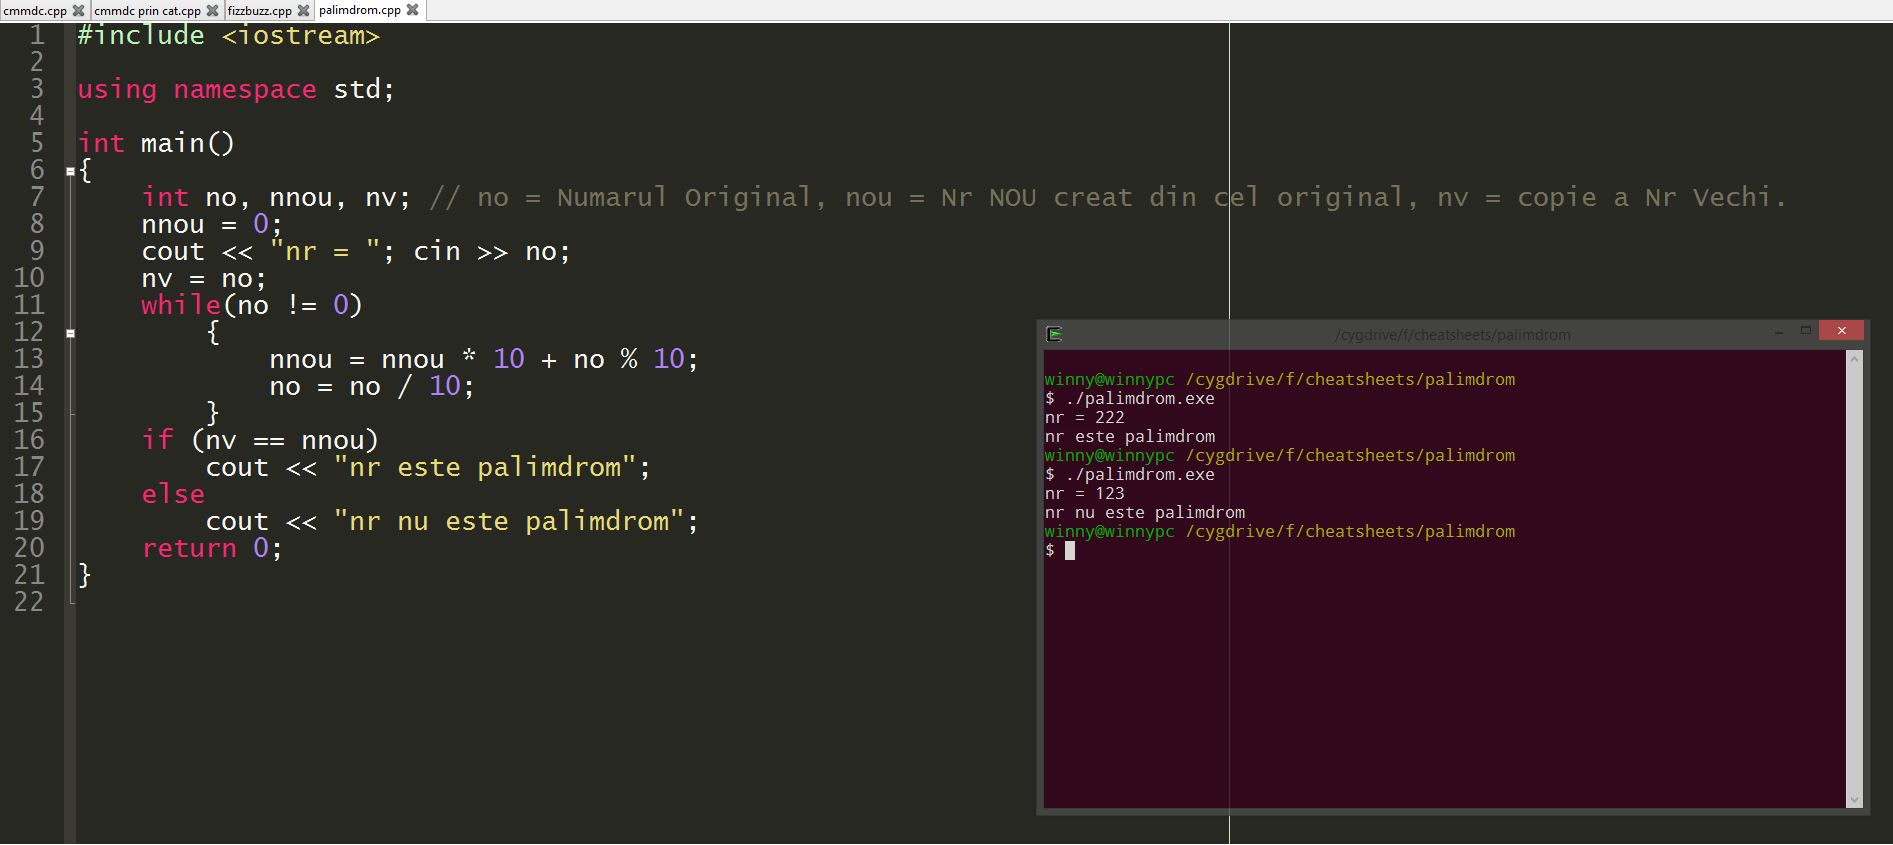 cmmdc.cpp cmmdc prin cat.cpp fizzbuzz.cpp palimdrom.cpp
1 #include <iostream>
2
3 using namespace std;
4
5 int main()
6 {
7 int no, nnou, nv; // no = Numarul Original, nou = Nr NOU creat din cel original, nv = copie a Nr Vechi.
8 nnou = 0;
9 cout << "nr = "; cin >> no;
10 nv = no;
11 while(no != 0)
12 {
13 nnou = nnou * 10 + no % 10;
14 no = no / 10;
15 }
16 if (nv == nnou)
17 cout << "nr este palimdrom";
18 else
19 cout << "nr nu este palimdrom";
20 return 0;
21 }
22
/cygdrive/f/cheatsheets/palimdrom
winny@winnypc /cygdrive/f/cheatsheets/palimdrom
$ ./palimdrom.exe
nr = 222
nr este palimdrom
winny@winnypc /cygdrive/f/cheatsheets/palimdrom
$ ./palimdrom.exe
nr = 123
nr nu este palimdrom
winny@winnypc /cygdrive/f/cheatsheets/palimdrom
$